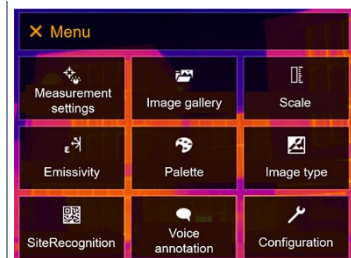 Menu
Measurement
settings
Image gallery
Scale
ε
Emissivity
Palette
Image type
SiteRecognition
Voice
annotation
Configuration